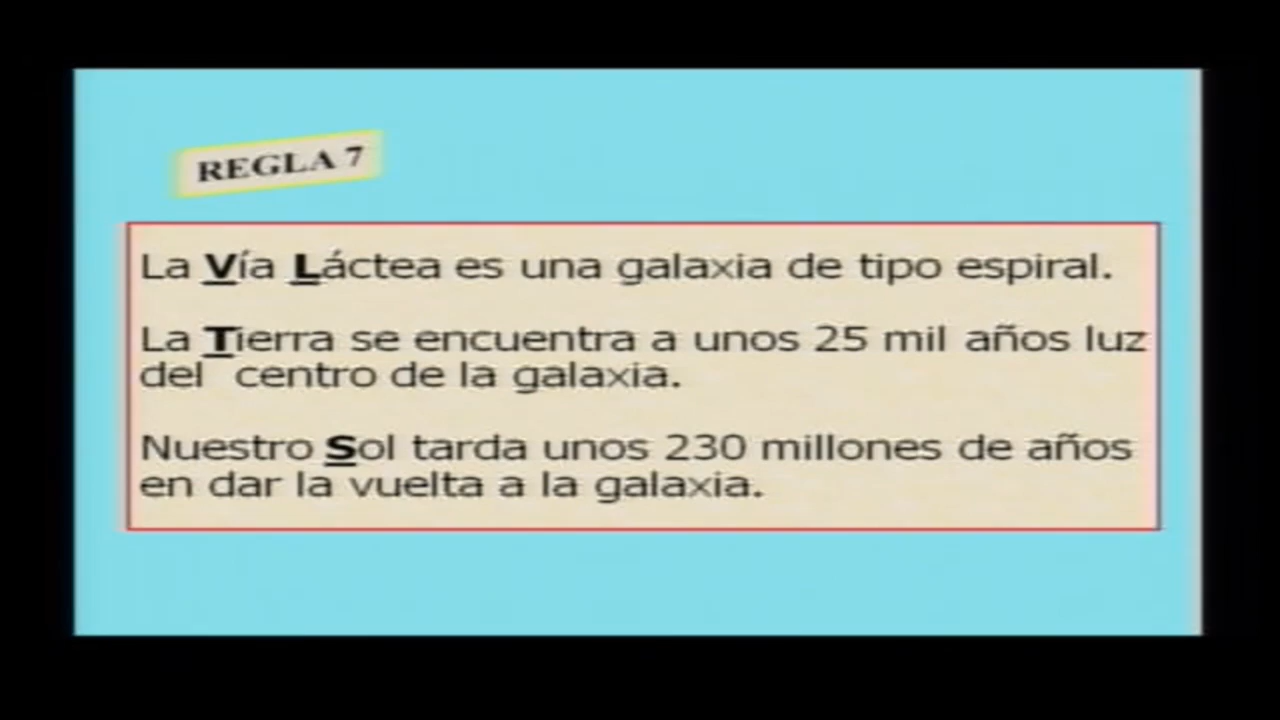 REGLA 7
La Vía Láctea es una galaxia de tipo espiral.
La Tierra se encuentra a unos 25 mil años luz
del centro de la galaxia.
Nuestro Sol tarda unos 230 millones de años
en dar la vuelta a la galaxia.